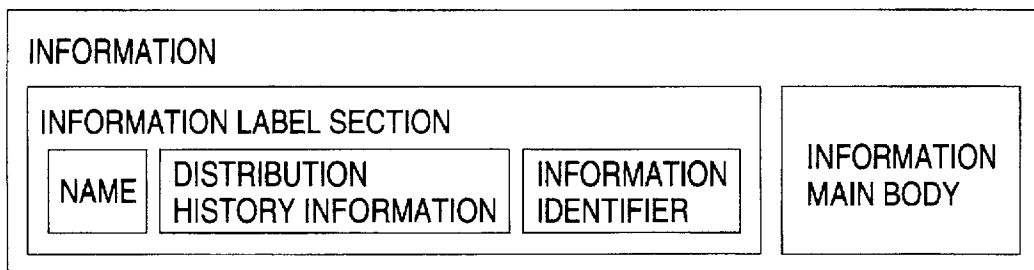 INFORMATION
INFORMATION LABEL SECTION
NAME
DISTRIBUTION
HISTORY INFORMATION
INFORMATION
IDENTIFIER
INFORMATION
MAIN BODY